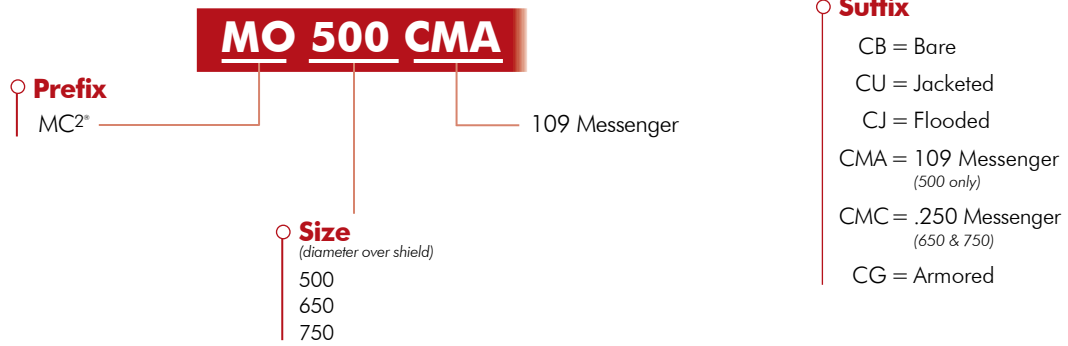 MO 500 CMA
Prefix
MC2®
109 Messenger
Size
(diameter over shield)
500
650
750
Suffix
CB = Bare
CU = Jacketed
CJ = Flooded
CMA = 109 Messenger
(500 only)
CMC = .250 Messenger
(650 & 750)
CG = Armored